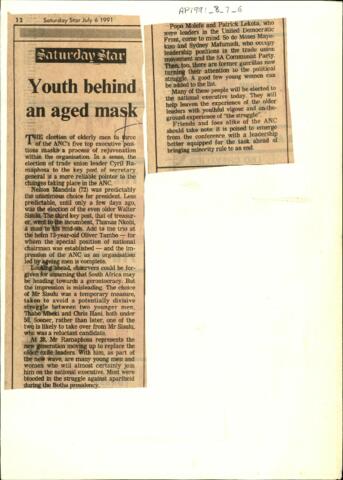 AP1991_8_7_6
12 Saturday Star July 6 1991
Saturday Star
Youth behind
an aged mask
THE election of elderly men to three
of the ANC's five top executive posi-
tions masks a process of rejuvenation
within the organisation. In a sense, the
election of trade union leader Cyril Ra-
maphosa to the key post of secretary
general is a more reliable pointer to the
changes taking place in the ANC.
Nelson Mandela (72) was predictably
the unanimous choice for president. Less
predictable, until only a few days ago,
was the election of the even older Walter
Sisulu. The third key post, that of treasur-
er, went to the incumbent, Thomas Nkobi,
a man in his mid-60s. Add to the trio at
the helm 73-year-old Oliver Tambo — for
whom the special position of national
chairman was established — and the im-
pression of the ANC as an organisation
led by ageing men is complete.
Looking ahead, observers could be for-
given for assuming that South Africa may
be heading towards a gerontocracy. But
the impression is misleading. The choice
of Mr Sisulu was a temporary measure,
taken to avoid a potentially divisive
struggle between two younger men,
Thabo Mbeki and Chris Hani, both under
50. Sooner, rather than later, one of the
two is likely to take over from Mr Sisulu,
who was a reluctant candidate.
At 38, Mr Ramaphosa represents the
new generation moving up to replace the
older exile leaders. With him, as part of
the new wave, are many young men and
women who will almost certainly join
him on the national executive. Most were
blooded in the struggle against apartheid
during the Botha presidency.
Popo Molefe and Patrick Lekota, who
were leaders in the United Democratic
Front, come to mind. So do Moses Maye-
kiso and Sydney Mafumadi, who occupy
leadership positions in the trade union
movement and the SA Communist Party.
Then, too, there are former guerillas now
turning their attention to the political
struggle. A good few young women can
be added to the list.
Many of these people will be elected to
the national executive today. They will
help leaven the experience of the older
leaders with youthful vigour and on-the-
ground experience of "the struggle".
Friends and foes alike of the ANC
should take note: it is poised to emerge
from the conference with a leadership
better equipped for the task ahead of
bringing minority rule to an end.